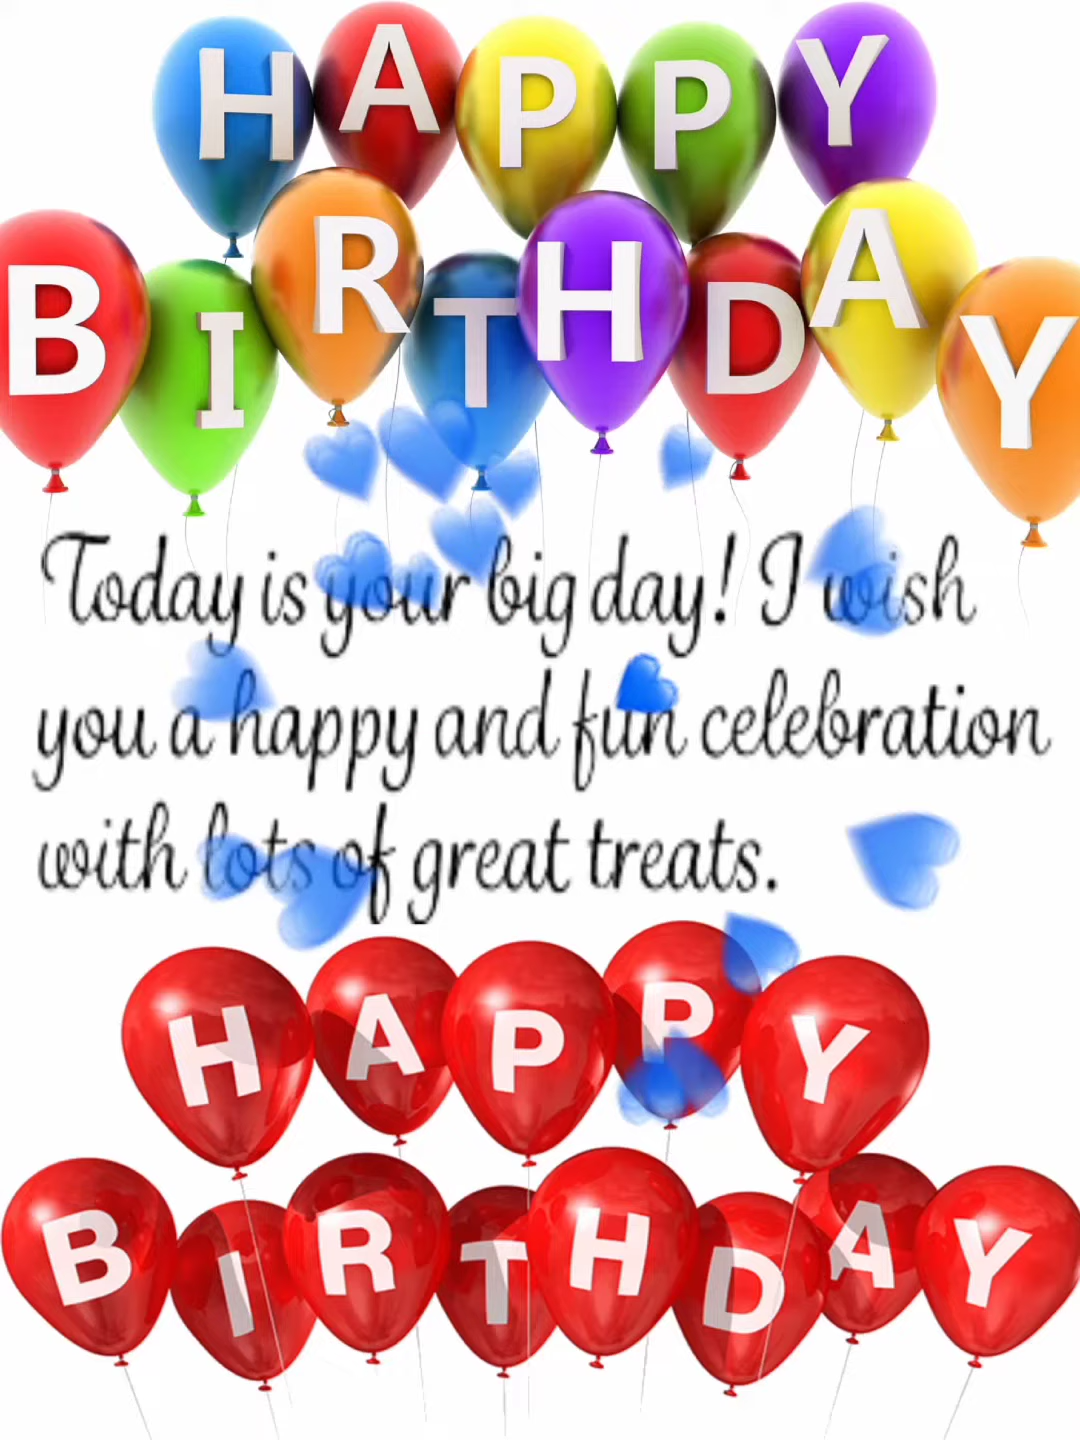 HAPPY
BIRTHDAY
Today is your big day! I wish
you a happy and fun celebration
with lots of great treats.
HAPPY
BIRTHDAY